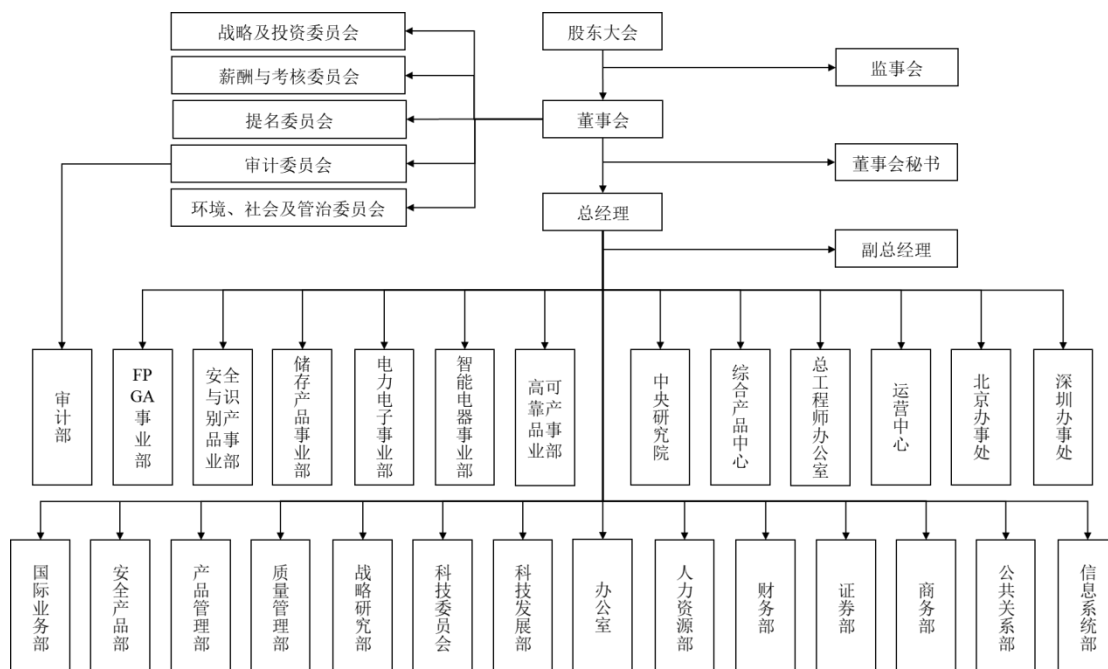 战略及投资委员会
股东大会
薪酬与考核委员会
监事会
提名委员会
董事会
审计委员会
董事会秘书
环境、社会及管治委员会
总经理
副总经理
审计部
FPGA事业部
安全与识别产品事业部
储存产品事业部
电力电子事业部
智能电器事业部
高可靠产品事业部
中央研究院
综合产品中心
总工程师办公室
运营中心
北京办事处
深圳办事处
国际业务部
安全产品部
产品管理部
质量管理部
战略研究部
科技委员会
科技发展部
办公室
人力资源部
财务部
证券部
商务部
公共关系部
信息系统部